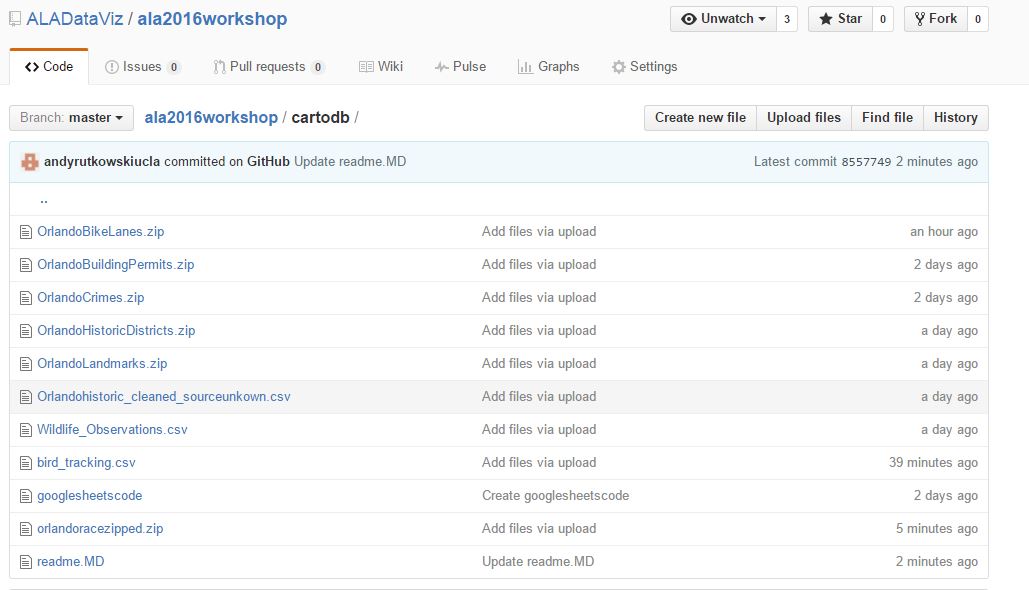 ALADataViz / ala2016workshop Unwatch 3 Star 0 Fork 0
Code Issues 0 Pull requests 0 Wiki Pulse Graphs Settings
Branch: master ala2016workshop / cartodb / Create new file Upload files Find file History
andyrutkowskiucla committed on GitHub Update readme.MD Latest commit 8557749 2 minutes ago
..
OrlandoBikeLanes.zip Add files via upload an hour ago
OrlandoBuildingPermits.zip Add files via upload 2 days ago
OrlandoCrimes.zip Add files via upload 2 days ago
OrlandoHistoricDistricts.zip Add files via upload a day ago
OrlandoLandmarks.zip Add files via upload a day ago
Orlandohistoric_cleaned_sourceunkown.csv Add files via upload a day ago
Wildlife_Observations.csv Add files via upload a day ago
bird_tracking.csv Add files via upload 39 minutes ago
googlesheetscode Create googlesheetscode 2 days ago
orlandoracezipped.zip Add files via upload 5 minutes ago
readme.MD Update readme.MD 2 minutes ago